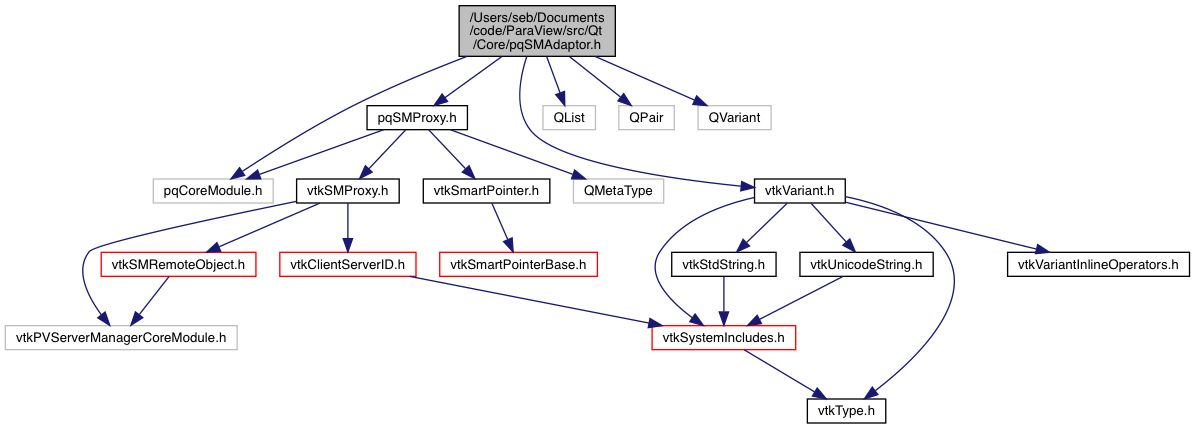 /Users/seb/Documents
/code/ParaView/src/Qt
/Core/pqSMAdaptor.h
pqSMProxy.h
QList
QPair
QVariant
pqCoreModule.h
vtkSMProxy.h
vtkSmartPointer.h
QMetaType
vtkVariant.h
vtkSMRemoteObject.h
vtkClientServerID.h
vtkSmartPointerBase.h
vtkStdString.h
vtkUnicodeString.h
vtkVariantInlineOperators.h
vtkPVServerManagerCoreModule.h
vtkSystemIncludes.h
vtkType.h